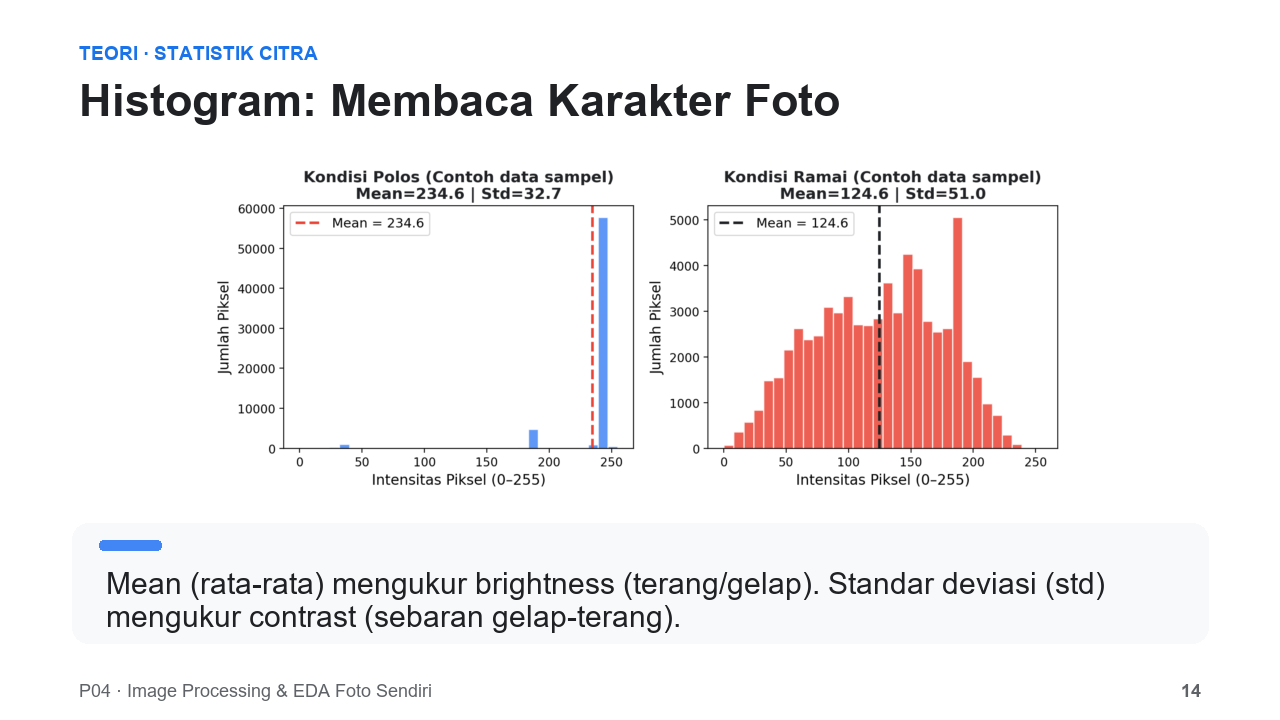 TEORI · STATISTIK CITRA
Histogram: Membaca Karakter Foto
Kondisi Polos (Contoh data sampel)
Mean=234.6 | Std=32.7
Mean = 234.6
60000
50000
40000
30000
20000
10000
0
Jumlah Piksel
0 50 100 150 200 250
Intensitas Piksel (0–255)
Kondisi Ramai (Contoh data sampel)
Mean=124.6 | Std=51.0
Mean = 124.6
5000
4000
3000
2000
1000
0
Jumlah Piksel
0 50 100 150 200 250
Intensitas Piksel (0–255)
Mean (rata-rata) mengukur brightness (terang/gelap). Standar deviasi (std)
mengukur contrast (sebaran gelap-terang).
P04 · Image Processing & EDA Foto Sendiri
14